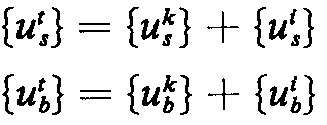 {u_s^t} = {u_s^k} + {u_s^i}
{u_b^t} = {u_b^k} + {u_b^i}